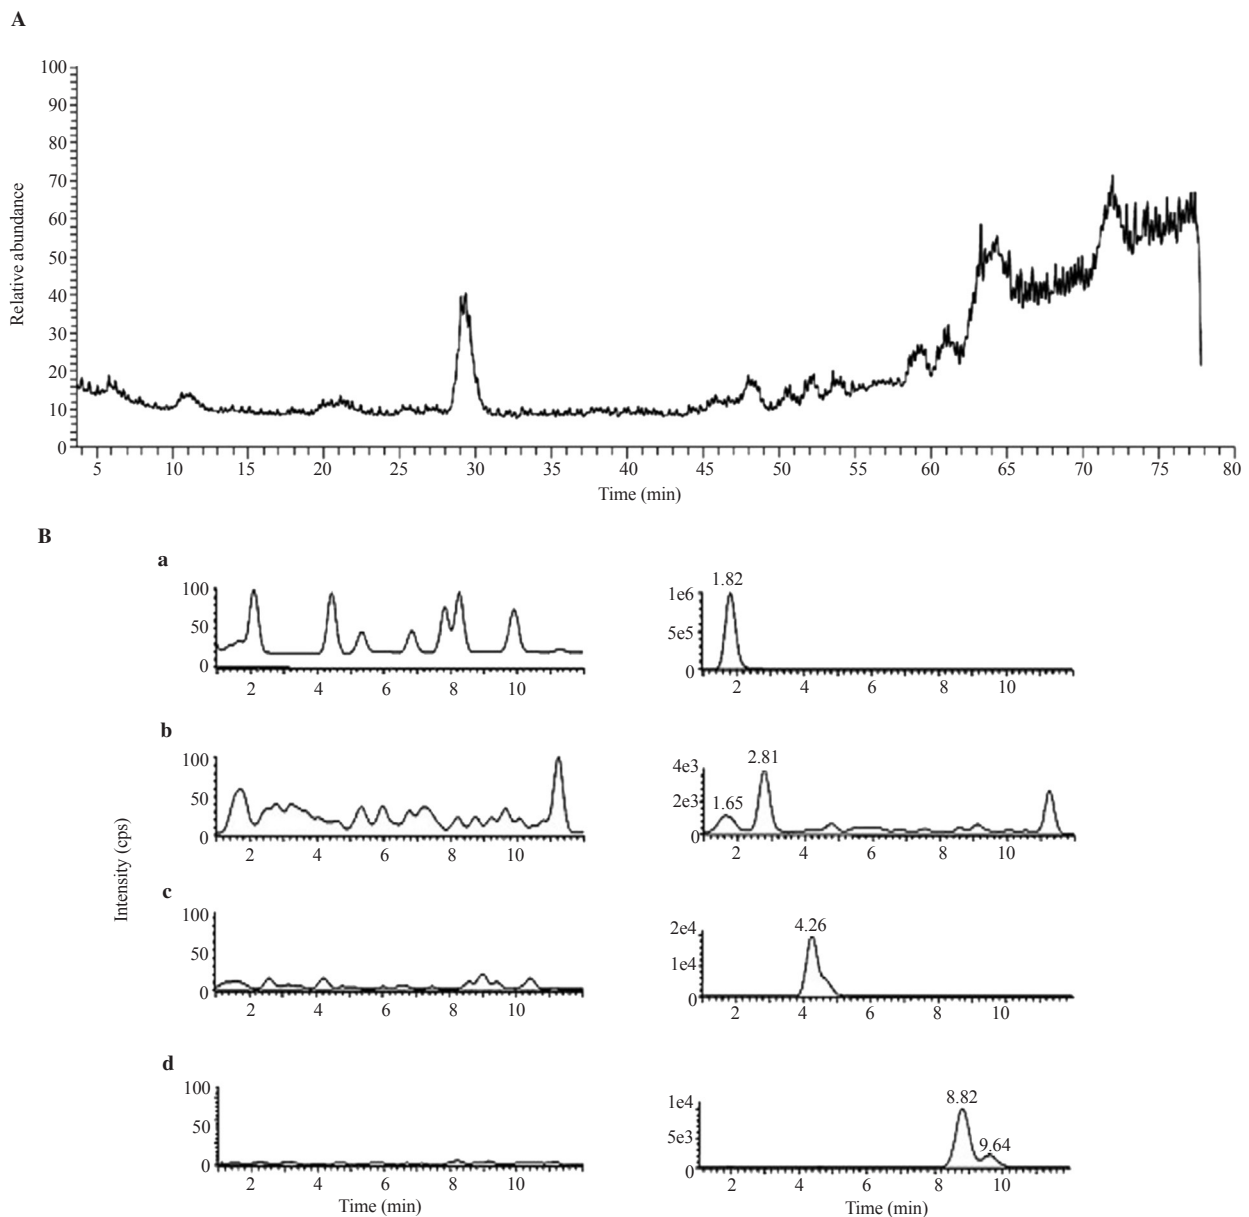 A
100
90
80
70
60
50
40
30
20
10
0
Relative abundance
5 10 15 20 25 30 35 40 45 50 55 60 65 70 75 80
Time (min)
B
a
100
50
0
2 4 6 8 10
1.82
1e6
5e5
0
2 4 6 8 10
b
100
50
0
2 4 6 8 10
2.81
4e3
1.65
2e3
0
2 4 6 8 10
Intensity (cps)
c
100
50
0
2 4 6 8 10
4.26
2e4
1e4
0
2 4 6 8 10
d
100
50
0
2 4 6 8 10
Time (min)
8.82
1e4
9.64
5e3
0
2 4 6 8 10
Time (min)